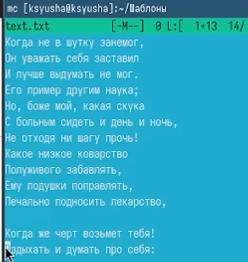 mc [ksyusha@ksyusha]:~/Шаблоны
text.txt [-M--] 0 L:[ 1+13 14/
Когда не в шутку занемог,
Он уважать себя заставил
И лучше выдумать не мог.
Его пример другим наука;
Но, боже мой, какая скука
С больным сидеть и день и ночь,
Не отходя ни шагу прочь!
Какое низкое коварство
Полуживого забавлять,
Ему подушки поправлять,
Печально подносить лекарство,
Когда же черт возьмет тебя!
Вздыхать и думать про себя: